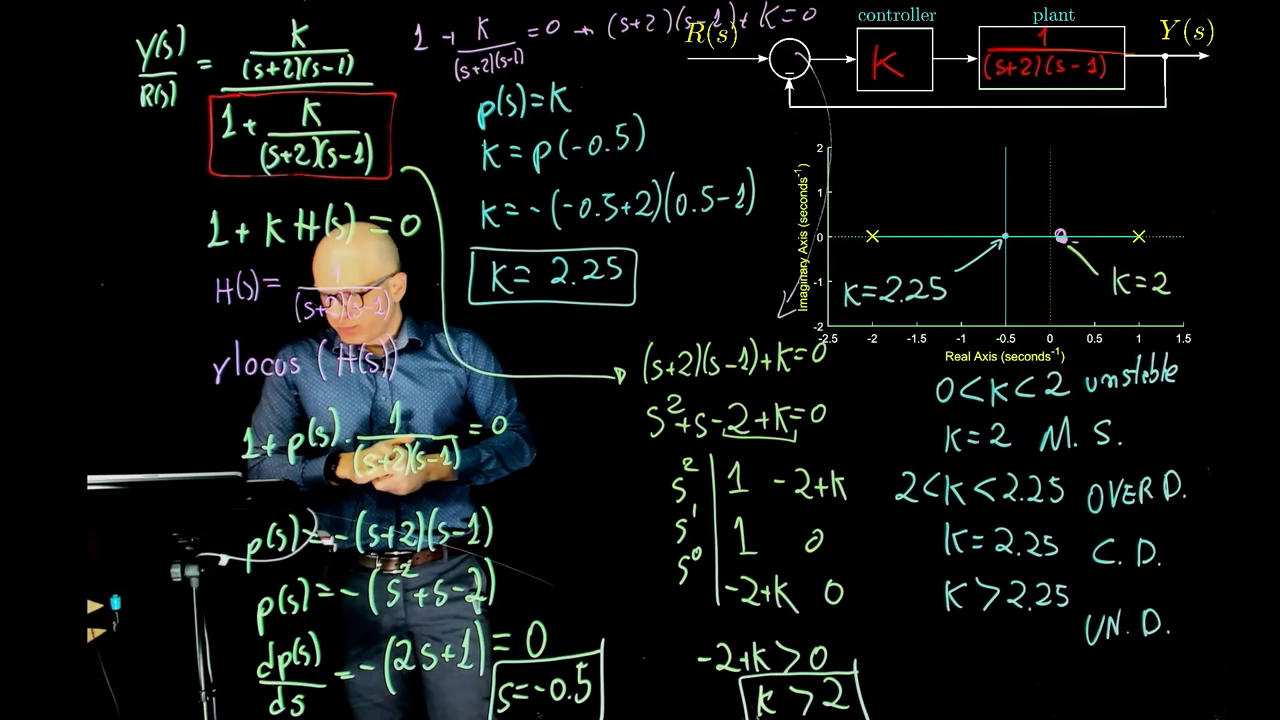 Y(s)/R(s) = (K/((s+2)(s-1)))/(1+ K/((s+2)(s-1)))
1 + K H(s) = 0
H(s)= 1/((s+2)(s-1))
rlocus (H(s))
1+p(s). 1/((s+2)(s-1)) = 0
p(s)=-(s+2)(s-1)
p(s)=-(s²+s-2)
dp(s)/ds = -(2s+1) = 0
s=-0.5
1 + K/((s+2)(s-1)) = 0 → (s+2)(s-1)+K=0
p(s)=K
K=p(-0.5)
K=-(-0.5+2)(0.5-1)
K= 2.25
controller
plant
R(s)
-
K
1/((s+2)(s-1))
Y(s)
Imaginary Axis (seconds⁻¹)
2
1
0
-1
-2
K=2.25
K=2
-2.5 -2 -1.5 -1 -0.5 0 0.5 1 1.5
Real Axis (seconds⁻¹)
(s+2)(s-1)+K=0
s²+s-2+K=0
s² 1 -2+K
s¹ 1 0
s⁰ -2+K 0
-2+K>0
K>2
0<K<2 unstable
K=2 M. S.
2<K<2.25 OVER D.
K=2.25 C. D.
K>2.25 UN. D.